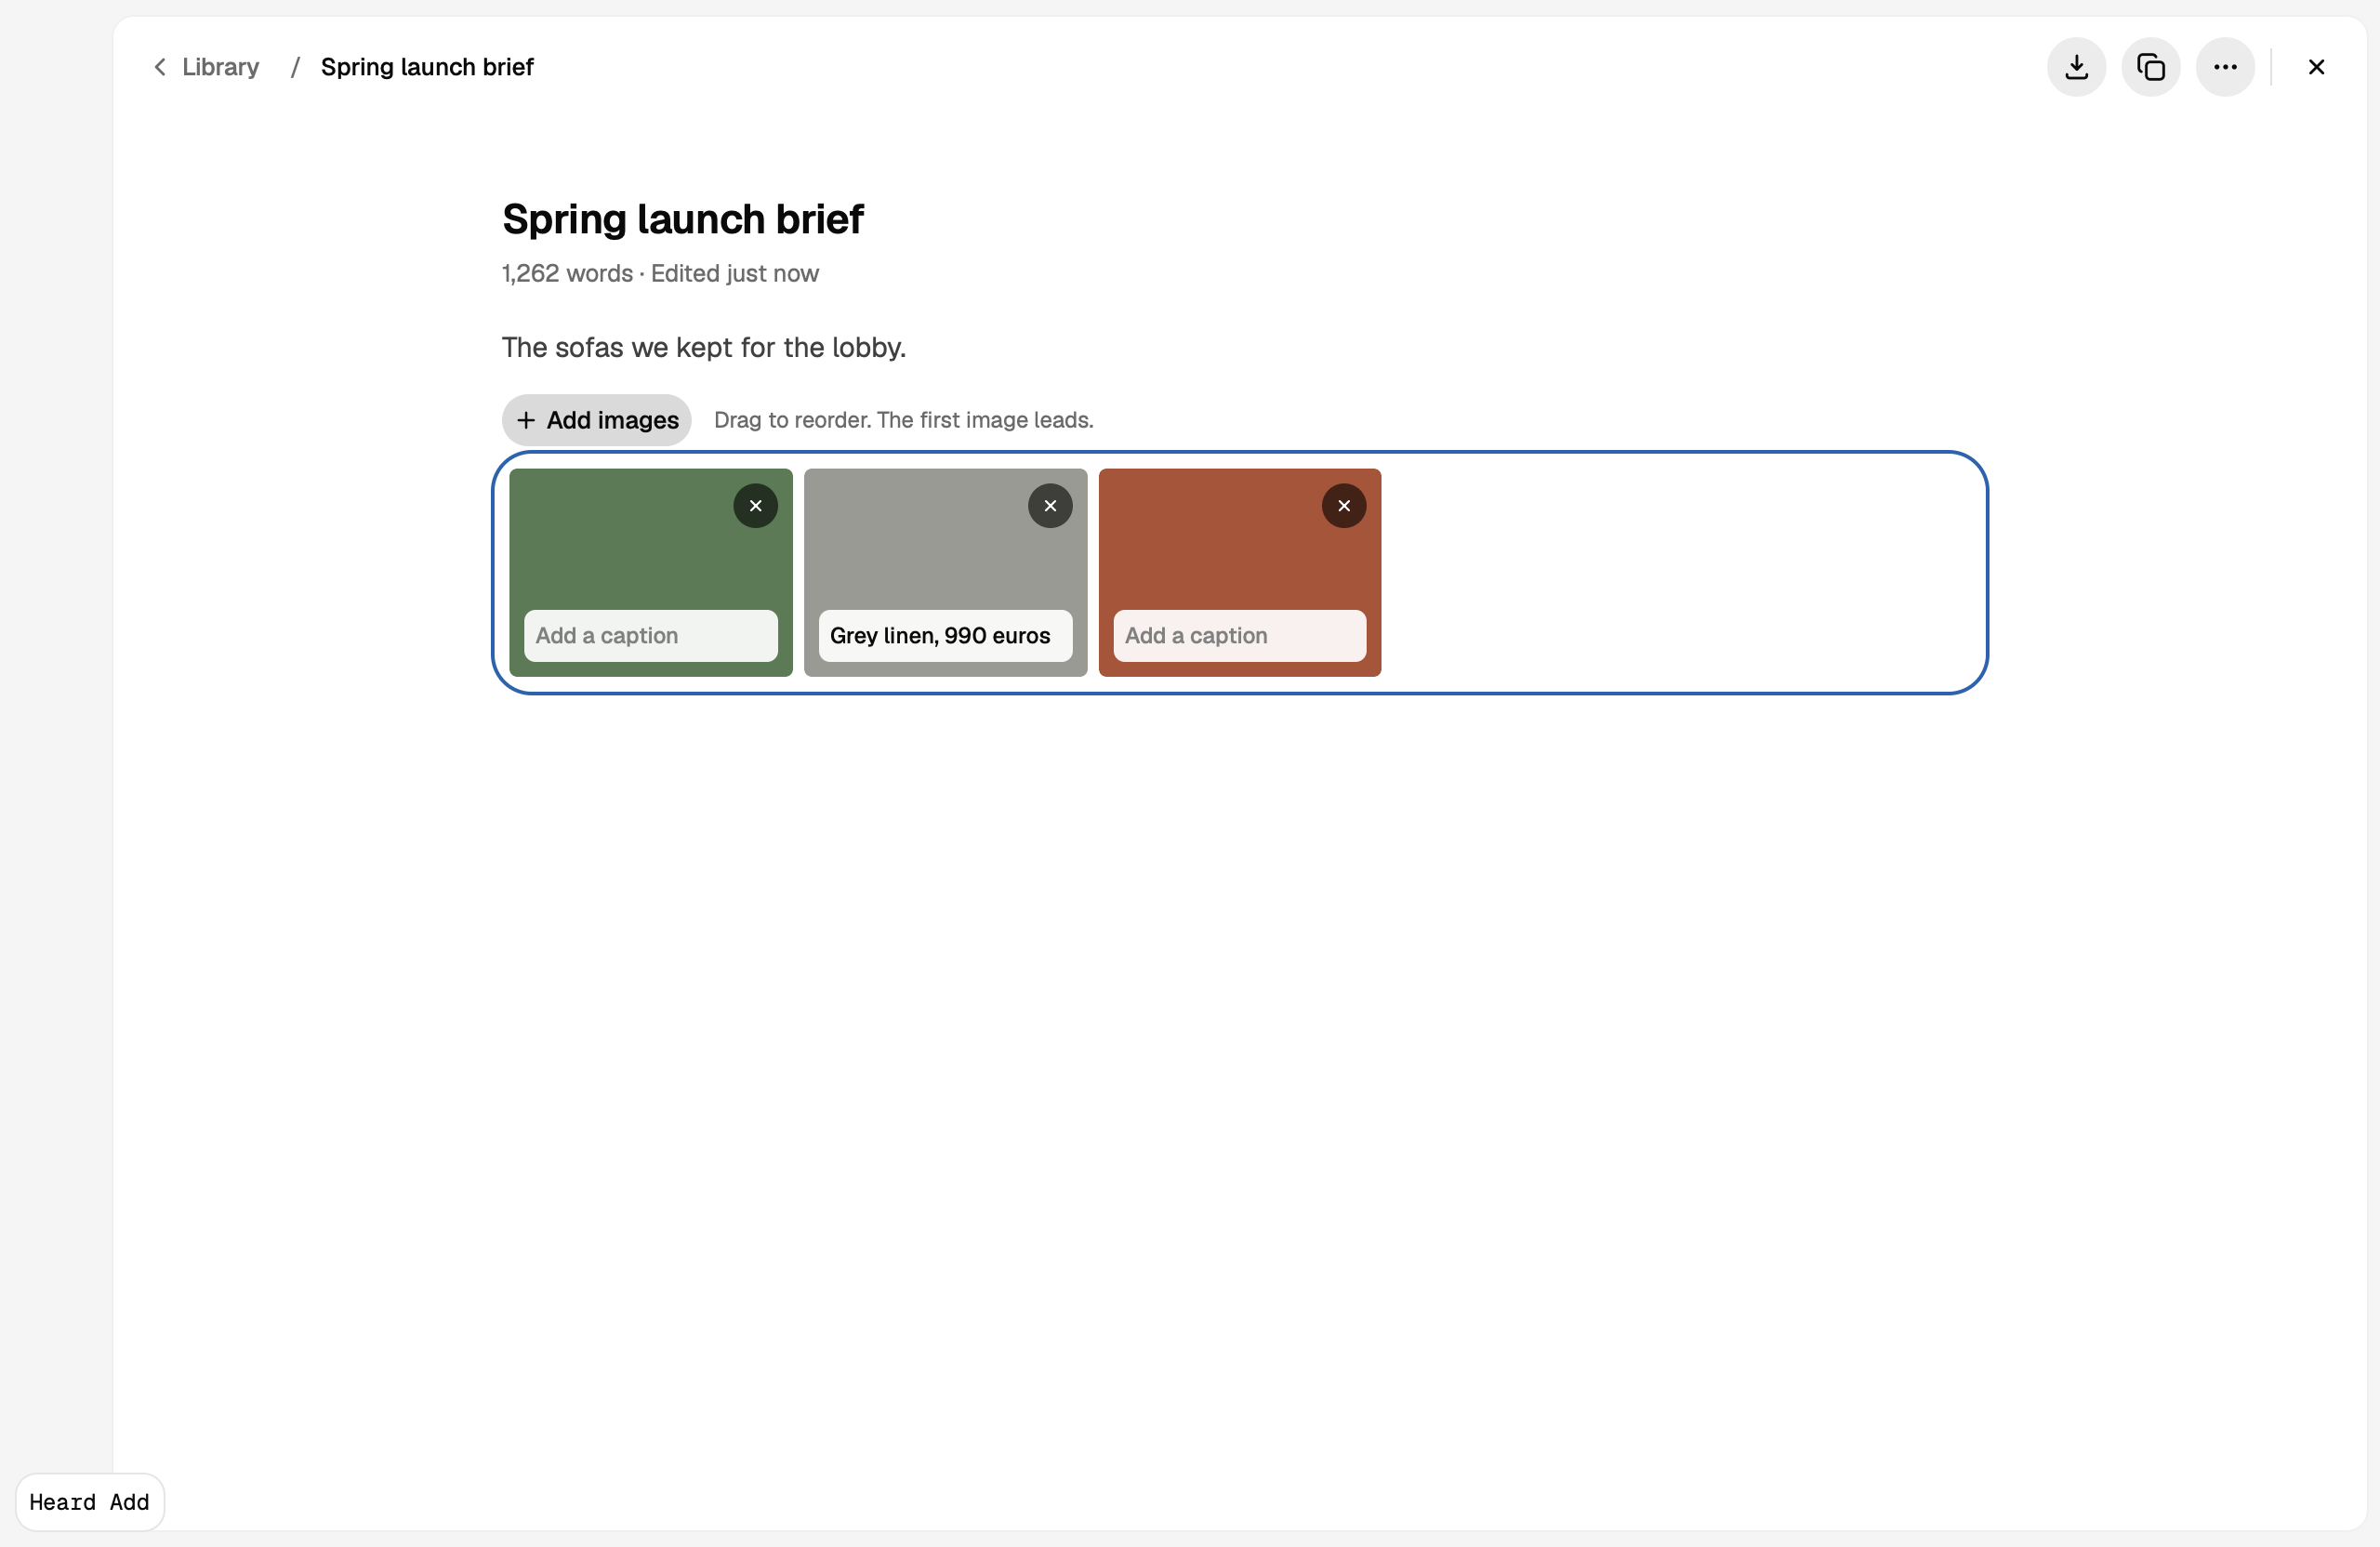 Library / Spring launch brief
Spring launch brief
1,262 words · Edited just now
The sofas we kept for the lobby.
Add images
Drag to reorder. The first image leads.
Add a caption
Grey linen, 990 euros
Add a caption
Heard Add